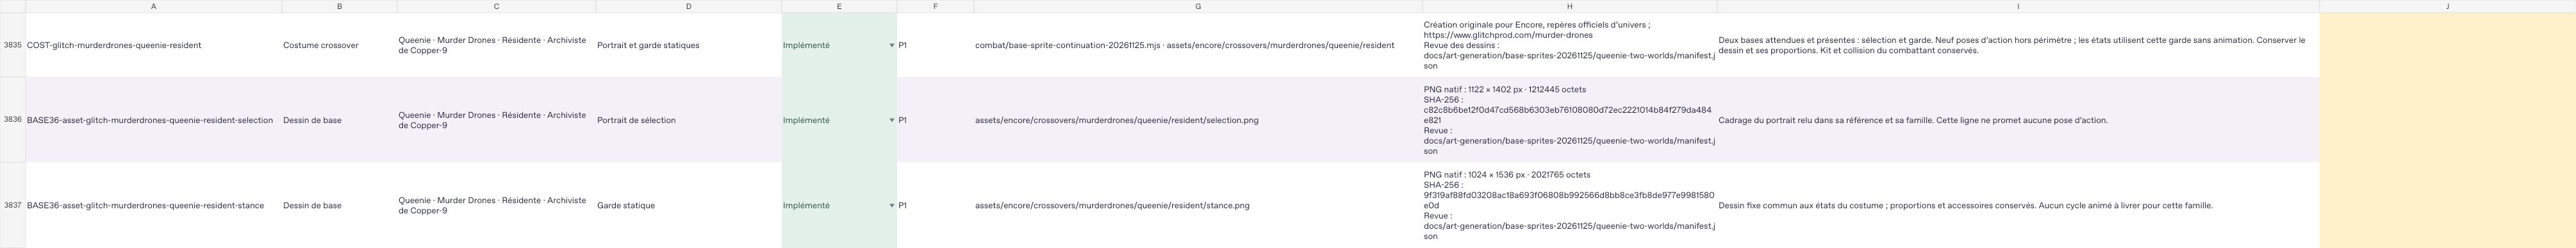 A B C D E F G H I J
3835 COST-glitch-murderdrones-queenie-resident
Costume crossover
Queenie · Murder Drones · Résidente · Archiviste
de Copper-9
Portrait et garde statiques
Implémenté
P1
combat/base-sprite-continuation-20261125.mjs · assets/encore/crossovers/murderdrones/queenie/resident
Création originale pour Encore, repères officiels d'univers ;
https://www.glitchprod.com/murder-drones
Revue des dessins :
docs/art-generation/base-sprites-20261125/queenie-two-worlds/manifest.j
son
Deux bases attendues et présentes : sélection et garde. Neuf poses d'action hors périmètre ; les états utilisent cette garde sans animation. Conserver le
dessin et ses proportions. Kit et collision du combattant conservés.
3836 BASE36-asset-glitch-murderdrones-queenie-resident-selection
Dessin de base
Queenie · Murder Drones · Résidente · Archiviste
de Copper-9
Portrait de sélection
Implémenté
P1
assets/encore/crossovers/murderdrones/queenie/resident/selection.png
PNG natif : 1122 × 1402 px · 1212445 octets
SHA-256 :
c82c8b6be12f0d47cd568b6303eb76108080d72ec2221014b84f279da484
e821
Revue :
docs/art-generation/base-sprites-20261125/queenie-two-worlds/manifest.j
son
Cadrage du portrait relu dans sa référence et sa famille. Cette ligne ne promet aucune pose d'action.
3837 BASE36-asset-glitch-murderdrones-queenie-resident-stance
Dessin de base
Queenie · Murder Drones · Résidente · Archiviste
de Copper-9
Garde statique
Implémenté
P1
assets/encore/crossovers/murderdrones/queenie/resident/stance.png
PNG natif : 1024 × 1536 px · 2021765 octets
SHA-256 :
9f319af88fd03208ac18a693f06808b992566d8bb8ce3fb8de977e9981580
e0d
Revue :
docs/art-generation/base-sprites-20261125/queenie-two-worlds/manifest.j
son
Dessin fixe commun aux états du costume ; proportions et accessoires conservés. Aucun cycle animé à livrer pour cette famille.